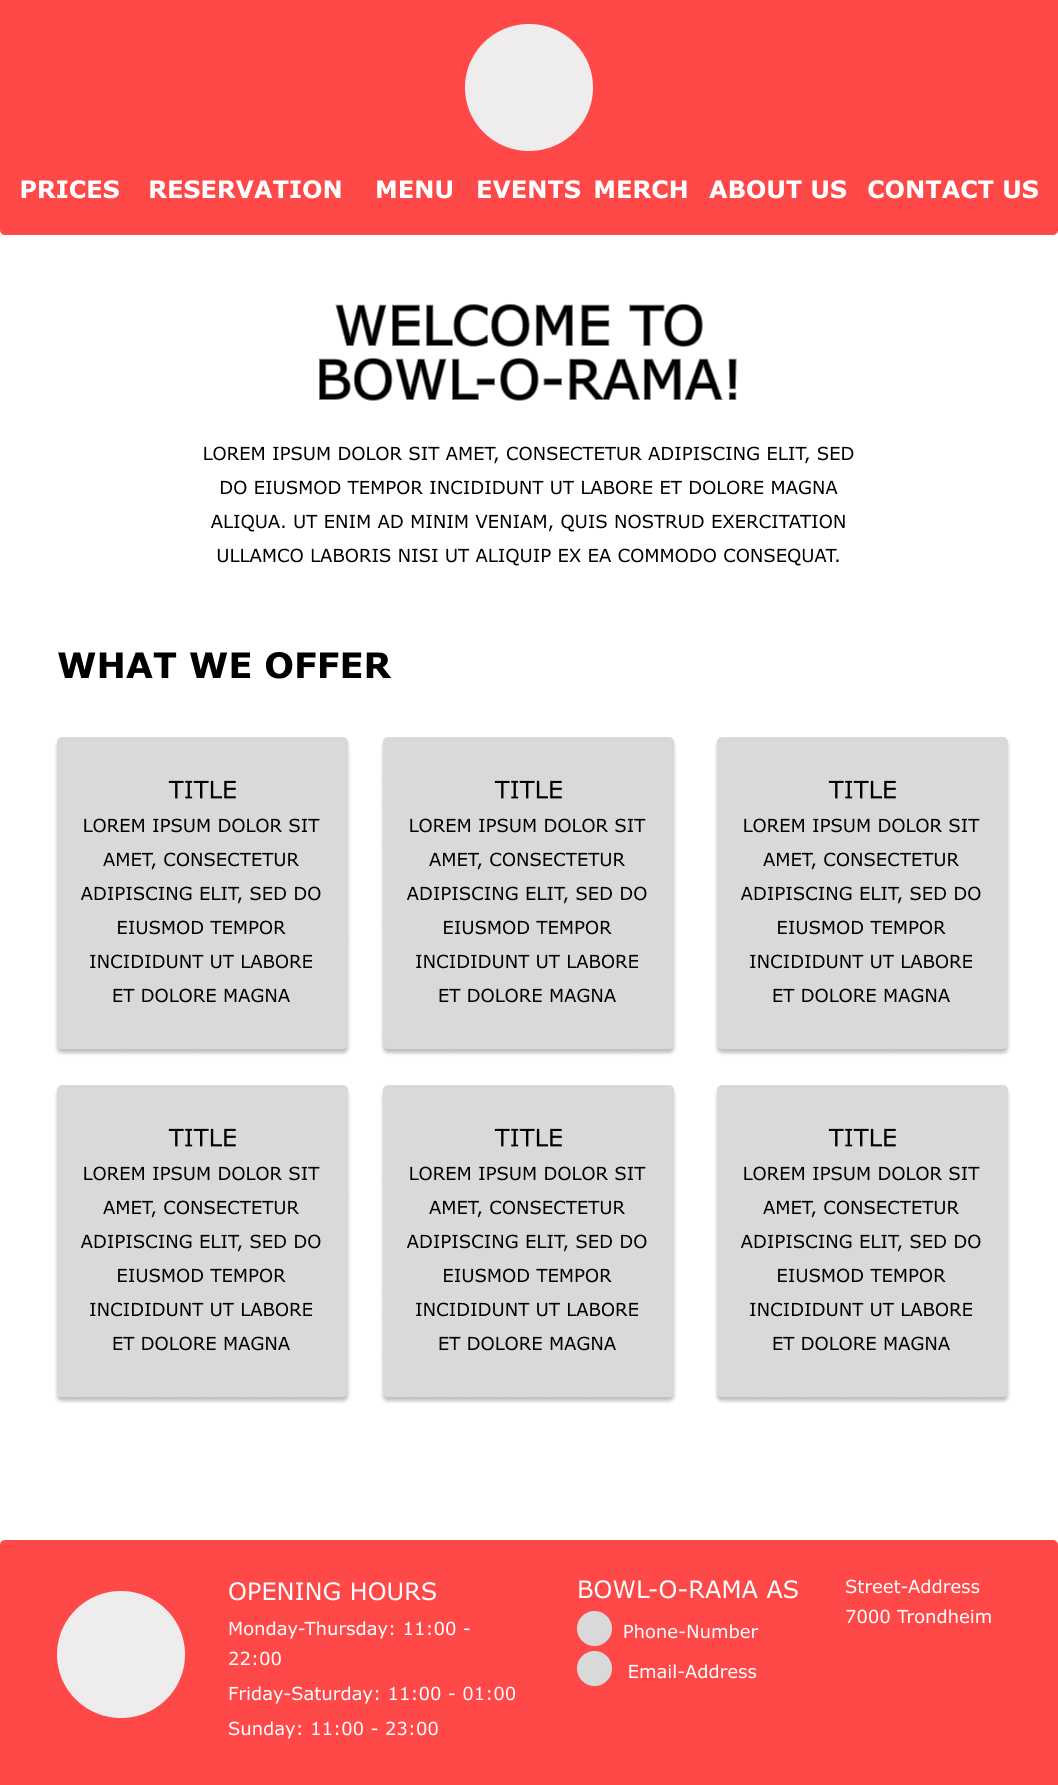 PRICES RESERVATION MENU EVENTS MERCH ABOUT US CONTACT US
WELCOME TO
BOWL-O-RAMA!
LOREM IPSUM DOLOR SIT AMET, CONSECTETUR ADIPISCING ELIT, SED
DO EIUSMOD TEMPOR INCIDIDUNT UT LABORE ET DOLORE MAGNA
ALIQUA. UT ENIM AD MINIM VENIAM, QUIS NOSTRUD EXERCITATION
ULLAMCO LABORIS NISI UT ALIQUIP EX EA COMMODO CONSEQUAT.
WHAT WE OFFER
TITLE
LOREM IPSUM DOLOR SIT
AMET, CONSECTETUR
ADIPISCING ELIT, SED DO
EIUSMOD TEMPOR
INCIDIDUNT UT LABORE
ET DOLORE MAGNA
TITLE
LOREM IPSUM DOLOR SIT
AMET, CONSECTETUR
ADIPISCING ELIT, SED DO
EIUSMOD TEMPOR
INCIDIDUNT UT LABORE
ET DOLORE MAGNA
TITLE
LOREM IPSUM DOLOR SIT
AMET, CONSECTETUR
ADIPISCING ELIT, SED DO
EIUSMOD TEMPOR
INCIDIDUNT UT LABORE
ET DOLORE MAGNA
TITLE
LOREM IPSUM DOLOR SIT
AMET, CONSECTETUR
ADIPISCING ELIT, SED DO
EIUSMOD TEMPOR
INCIDIDUNT UT LABORE
ET DOLORE MAGNA
TITLE
LOREM IPSUM DOLOR SIT
AMET, CONSECTETUR
ADIPISCING ELIT, SED DO
EIUSMOD TEMPOR
INCIDIDUNT UT LABORE
ET DOLORE MAGNA
TITLE
LOREM IPSUM DOLOR SIT
AMET, CONSECTETUR
ADIPISCING ELIT, SED DO
EIUSMOD TEMPOR
INCIDIDUNT UT LABORE
ET DOLORE MAGNA
OPENING HOURS
Monday-Thursday: 11:00 -
22:00
Friday-Saturday: 11:00 - 01:00
Sunday: 11:00 - 23:00
BOWL-O-RAMA AS
Phone-Number
Email-Address
Street-Address
7000 Trondheim